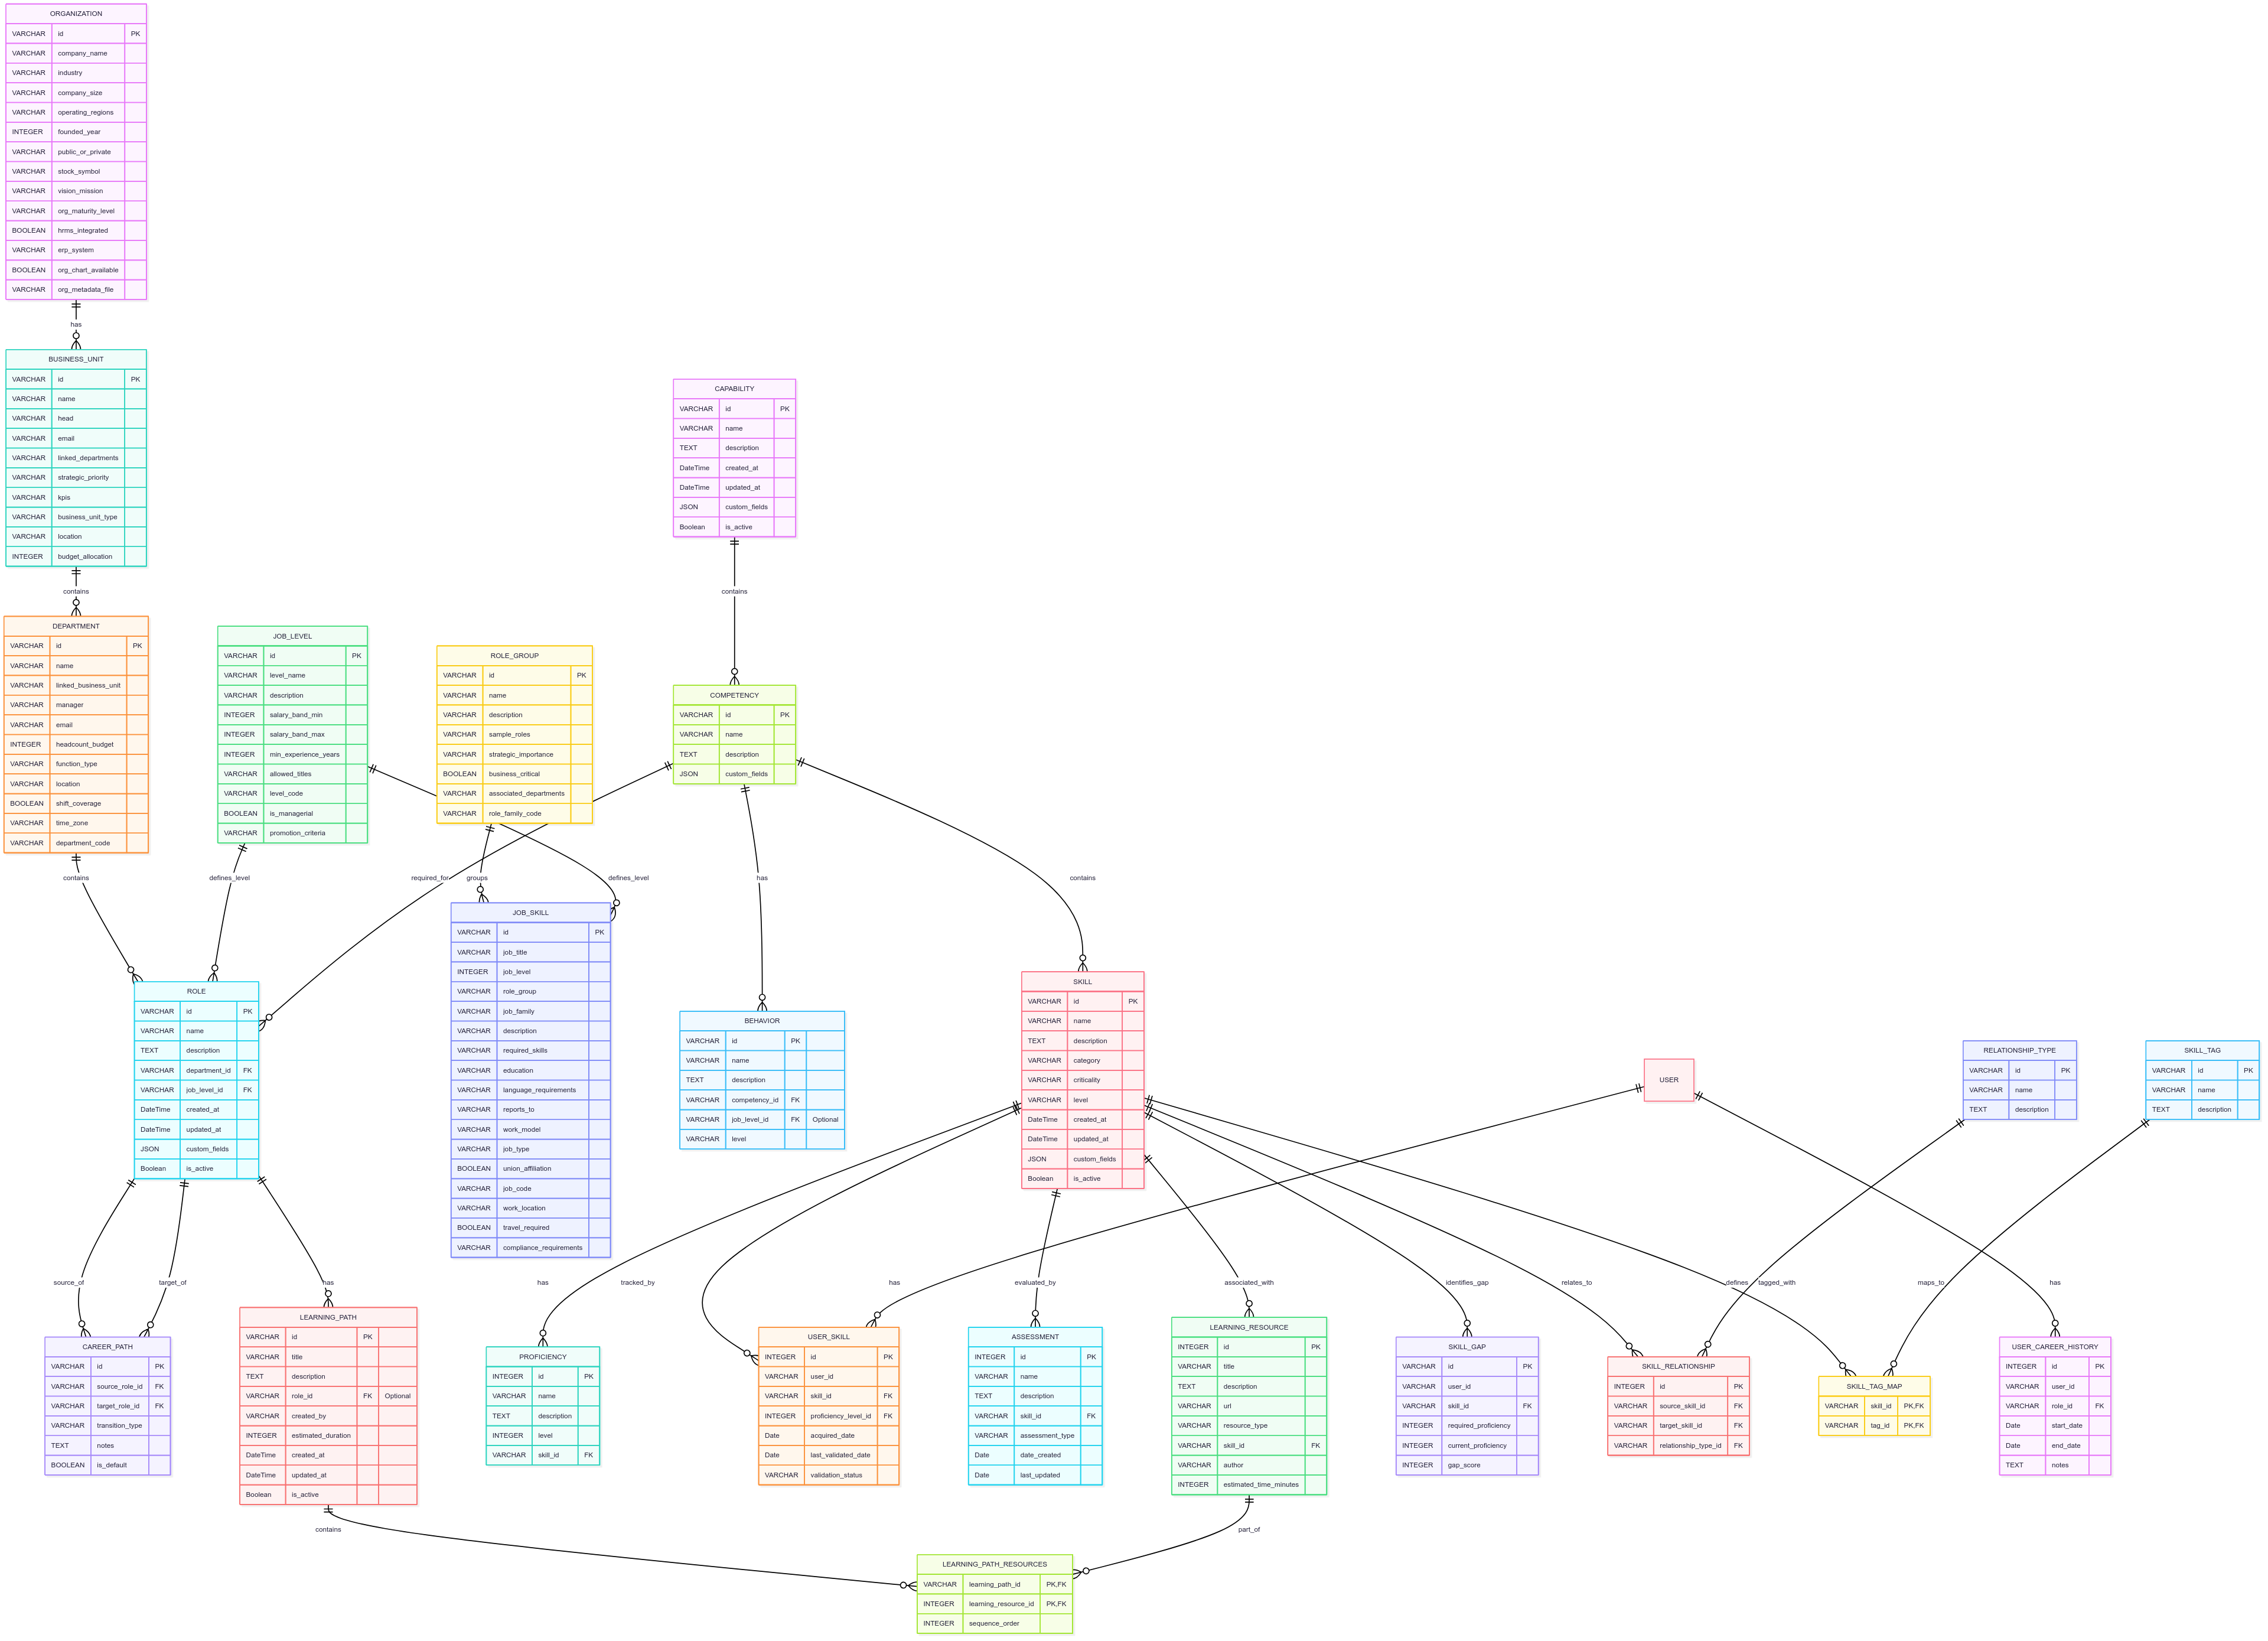 ORGANIZATION
VARCHAR id PK
VARCHAR company_name
VARCHAR industry
VARCHAR company_size
VARCHAR operating_regions
INTEGER founded_year
VARCHAR public_or_private
VARCHAR stock_symbol
VARCHAR vision_mission
VARCHAR org_maturity_level
BOOLEAN hrms_integrated
VARCHAR erp_system
BOOLEAN org_chart_available
VARCHAR org_metadata_file
has
BUSINESS_UNIT
VARCHAR id PK
VARCHAR name
VARCHAR head
VARCHAR email
VARCHAR linked_departments
VARCHAR strategic_priority
VARCHAR kpis
VARCHAR business_unit_type
VARCHAR location
INTEGER budget_allocation
contains
CAPABILITY
VARCHAR id PK
VARCHAR name
TEXT description
DateTime created_at
DateTime updated_at
JSON custom_fields
Boolean is_active
contains
DEPARTMENT
VARCHAR id PK
VARCHAR name
VARCHAR linked_business_unit
VARCHAR manager
VARCHAR email
INTEGER headcount_budget
VARCHAR function_type
VARCHAR location
BOOLEAN shift_coverage
VARCHAR time_zone
VARCHAR department_code
JOB_LEVEL
VARCHAR id PK
VARCHAR level_name
VARCHAR description
INTEGER salary_band_min
INTEGER salary_band_max
INTEGER min_experience_years
VARCHAR allowed_titles
VARCHAR level_code
BOOLEAN is_managerial
VARCHAR promotion_criteria
ROLE_GROUP
VARCHAR id PK
VARCHAR name
VARCHAR description
VARCHAR sample_roles
VARCHAR strategic_importance
BOOLEAN business_critical
VARCHAR associated_departments
VARCHAR role_family_code
COMPETENCY
VARCHAR id PK
VARCHAR name
TEXT description
JSON custom_fields
contains
defines_level
required_for
groups
defines_level
has
contains
ROLE
VARCHAR id PK
VARCHAR name
TEXT description
VARCHAR department_id FK
VARCHAR job_level_id FK
DateTime created_at
DateTime updated_at
JSON custom_fields
Boolean is_active
JOB_SKILL
VARCHAR id PK
VARCHAR job_title
INTEGER job_level
VARCHAR role_group
VARCHAR job_family
VARCHAR description
VARCHAR required_skills
VARCHAR education
VARCHAR language_requirements
VARCHAR reports_to
VARCHAR work_model
VARCHAR job_type
BOOLEAN union_affiliation
VARCHAR job_code
VARCHAR work_location
BOOLEAN travel_required
VARCHAR compliance_requirements
BEHAVIOR
VARCHAR id PK
VARCHAR name
TEXT description
VARCHAR competency_id FK
VARCHAR job_level_id FK Optional
VARCHAR level
SKILL
VARCHAR id PK
VARCHAR name
TEXT description
VARCHAR category
VARCHAR criticality
VARCHAR level
DateTime created_at
DateTime updated_at
JSON custom_fields
Boolean is_active
USER
RELATIONSHIP_TYPE
VARCHAR id PK
VARCHAR name
TEXT description
SKILL_TAG
VARCHAR id PK
VARCHAR name
TEXT description
source_of
target_of
has
has
tracked_by
has
evaluated_by
associated_with
identifies_gap
relates_to
defines
tagged_with
maps_to
has
CAREER_PATH
VARCHAR id PK
VARCHAR source_role_id FK
VARCHAR target_role_id FK
VARCHAR transition_type
TEXT notes
BOOLEAN is_default
LEARNING_PATH
VARCHAR id PK
VARCHAR title
TEXT description
VARCHAR role_id FK Optional
VARCHAR created_by
INTEGER estimated_duration
DateTime created_at
DateTime updated_at
Boolean is_active
PROFICIENCY
INTEGER id PK
VARCHAR name
TEXT description
INTEGER level
VARCHAR skill_id FK
USER_SKILL
INTEGER id PK
VARCHAR user_id
VARCHAR skill_id FK
INTEGER proficiency_level_id FK
Date acquired_date
Date last_validated_date
VARCHAR validation_status
ASSESSMENT
INTEGER id PK
VARCHAR name
TEXT description
VARCHAR skill_id FK
VARCHAR assessment_type
Date date_created
Date last_updated
LEARNING_RESOURCE
INTEGER id PK
VARCHAR title
TEXT description
VARCHAR url
VARCHAR resource_type
VARCHAR skill_id FK
VARCHAR author
INTEGER estimated_time_minutes
SKILL_GAP
VARCHAR id PK
VARCHAR user_id
VARCHAR skill_id FK
INTEGER required_proficiency
INTEGER current_proficiency
INTEGER gap_score
SKILL_RELATIONSHIP
INTEGER id PK
VARCHAR source_skill_id FK
VARCHAR target_skill_id FK
VARCHAR relationship_type_id FK
SKILL_TAG_MAP
VARCHAR skill_id PK,FK
VARCHAR tag_id PK,FK
USER_CAREER_HISTORY
INTEGER id PK
VARCHAR user_id
VARCHAR role_id FK
Date start_date
Date end_date
TEXT notes
contains
part_of
LEARNING_PATH_RESOURCES
VARCHAR learning_path_id PK,FK
INTEGER learning_resource_id PK,FK
INTEGER sequence_order